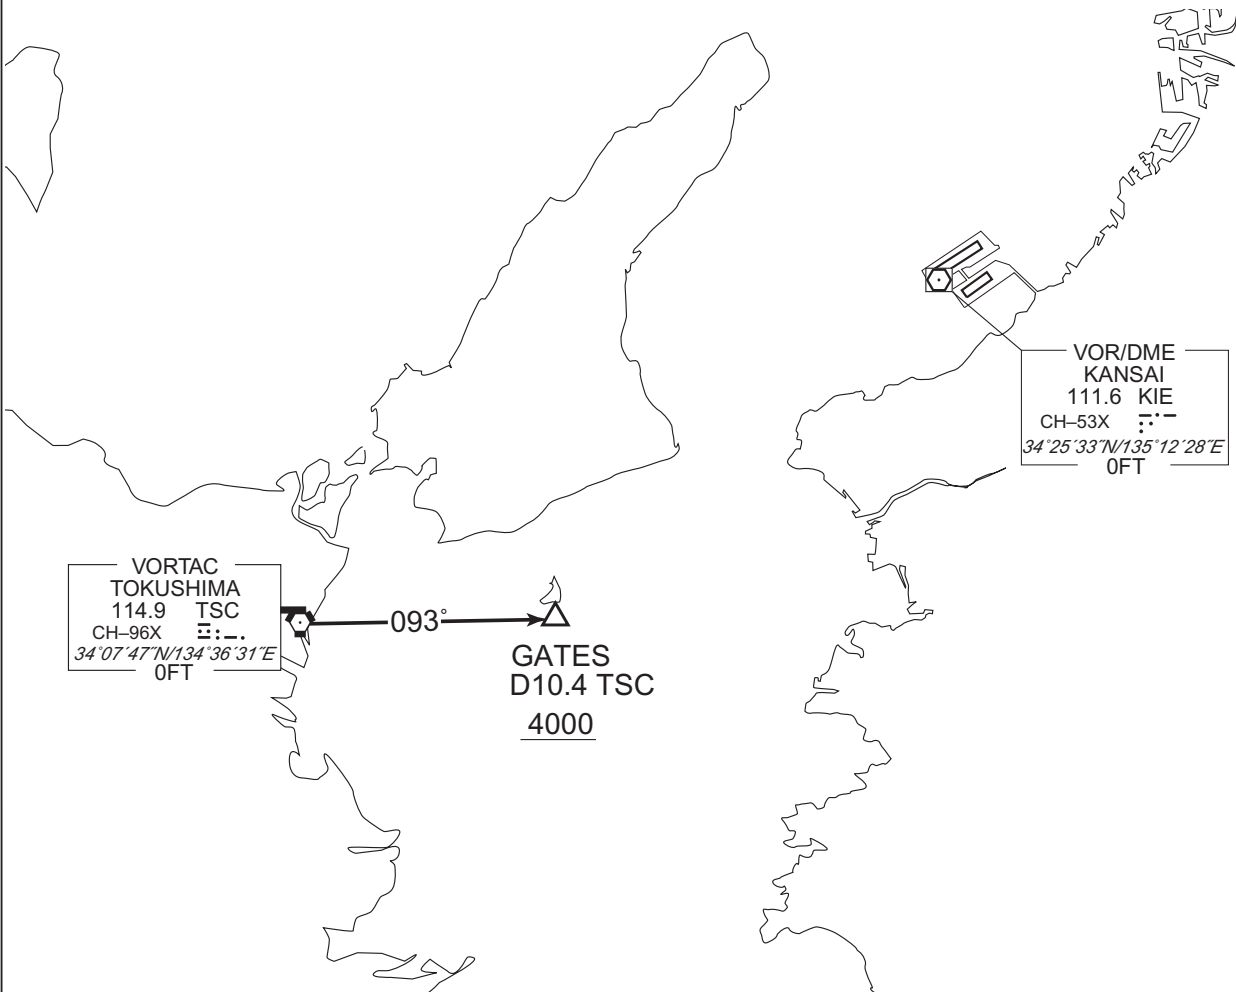 VOR/DME
KANSAI
111.6 KIE
CH–53X
34°25´33˝N/135°12´28˝E
0FT
VORTAC
TOKUSHIMA
114.9 TSC
CH–96X
34°07´47˝N/134°36´31˝E
0FT
093°
GATES
D10.4 TSC
4000